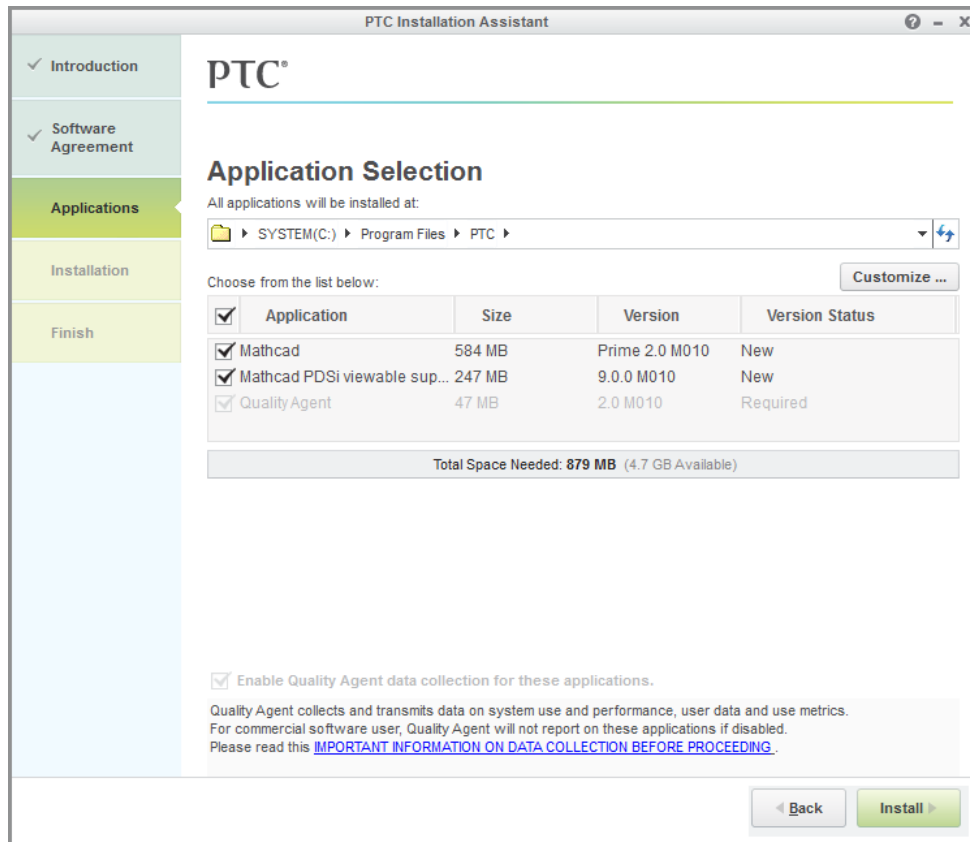 PTC Installation Assistant
Introduction
Software
Agreement
Applications
Installation
Finish
PTC®
Application Selection
All applications will be installed at:
SYSTEM(C:) Program Files PTC
Choose from the list below:
Customize ...
Application Size Version Version Status
Mathcad 584 MB Prime 2.0 M010 New
Mathcad PDSi viewable sup... 247 MB 9.0.0 M010 New
Quality Agent 47 MB 2.0 M010 Required
Total Space Needed: 879 MB (4.7 GB Available)
Enable Quality Agent data collection for these applications.
Quality Agent collects and transmits data on system use and performance, user data and use metrics.
For commercial software user, Quality Agent will not report on these applications if disabled.
Please read this IMPORTANT INFORMATION ON DATA COLLECTION BEFORE PROCEEDING .
Back Install